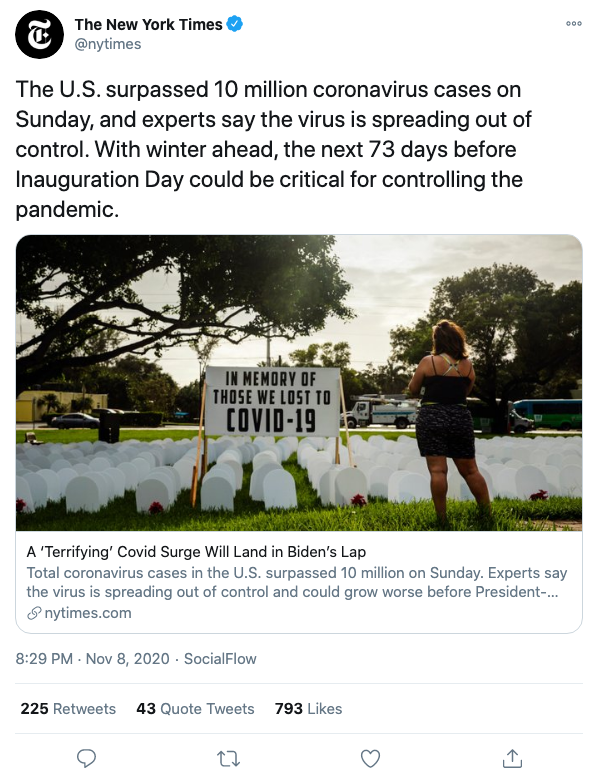 The New York Times
@nytimes
The U.S. surpassed 10 million coronavirus cases on
Sunday, and experts say the virus is spreading out of
control. With winter ahead, the next 73 days before
Inauguration Day could be critical for controlling the
pandemic.
IN MEMORY OF
THOSE WE LOST TO
COVID-19
A ‘Terrifying’ Covid Surge Will Land in Biden’s Lap
Total coronavirus cases in the U.S. surpassed 10 million on Sunday. Experts say
the virus is spreading out of control and could grow worse before President-...
nytimes.com
8:29 PM · Nov 8, 2020 · SocialFlow
225 Retweets 43 Quote Tweets 793 Likes